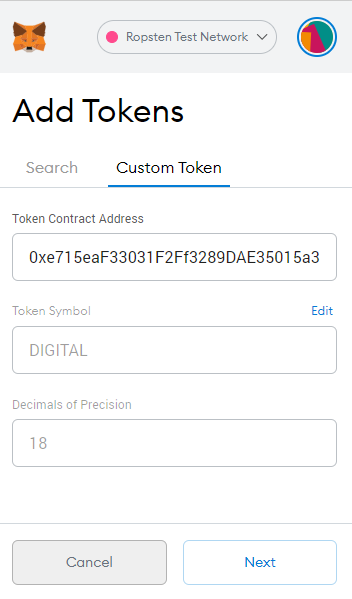 Ropsten Test Network
Add Tokens
Search
Custom Token
Token Contract Address
0xe715eaF33031F2Ff3289DAE35015a3
Token Symbol
Edit
DIGITAL
Decimals of Precision
18
Cancel
Next